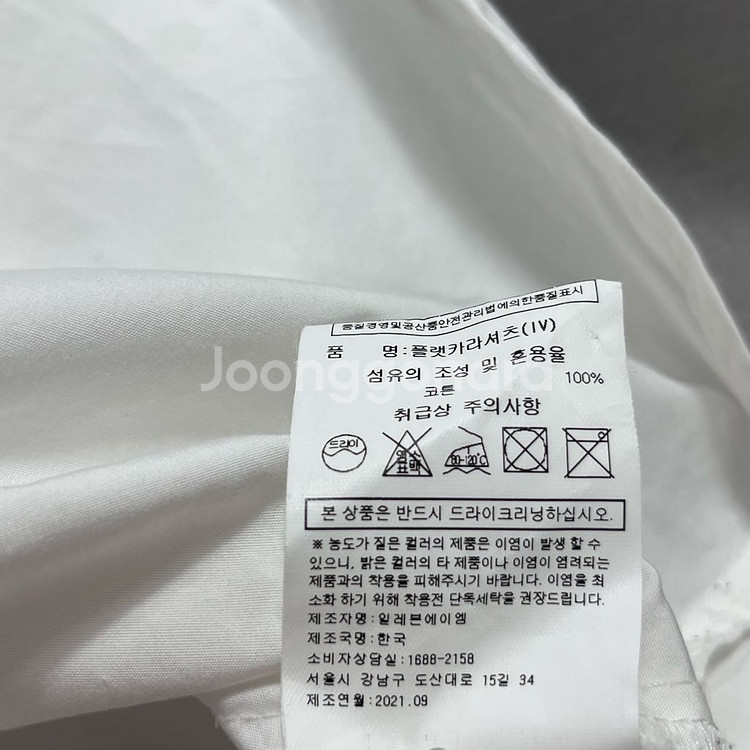 품질경영및공산품안전관리법에의한품질표시
품 명:플랫카라셔츠(IV)
섬유의 조성 및 혼용율
코튼 100%
취급상 주의사항
드라이 염소표백 80-120℃
본 상품은 반드시 드라이크리닝하십시오.
※ 농도가 짙은 컬러의 제품은 이염이 발생 할 수
있으니, 밝은 컬러의 타 제품이나 이염이 염려되는
제품과의 착용을 피해주시기 바랍니다. 이염을 최
소화 하기 위해 착용전 단독세탁을 권장드립니다.
제조자명:일레븐에이엠
제조국명:한국
소비자상담실:1688-2158
서울시 강남구 도산대로 15길 34
제조연월:2021.09
Joonggonara